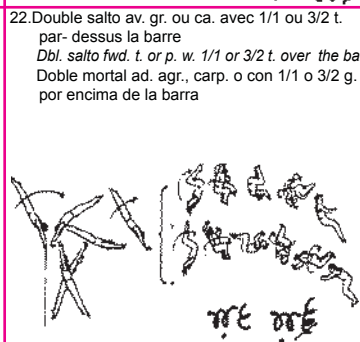 22.Double salto av. gr. ou ca. avec 1/1 ou 3/2 t.
par- dessus la barre
Dbl. salto fwd. t. or p. w. 1/1 or 3/2 t. over the ba
Doble mortal ad. agr., carp. o con 1/1 o 3/2 g.
por encima de la barra